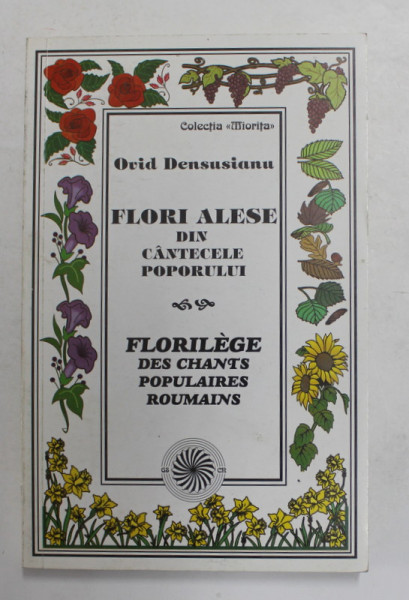 Colecția «Miorița»
Ovid Densusianu
FLORI ALESE
DIN
CÂNTECELE
POPORULUI
FLORILÈGE
DES CHANTS
POPULAIRES
ROUMAINS